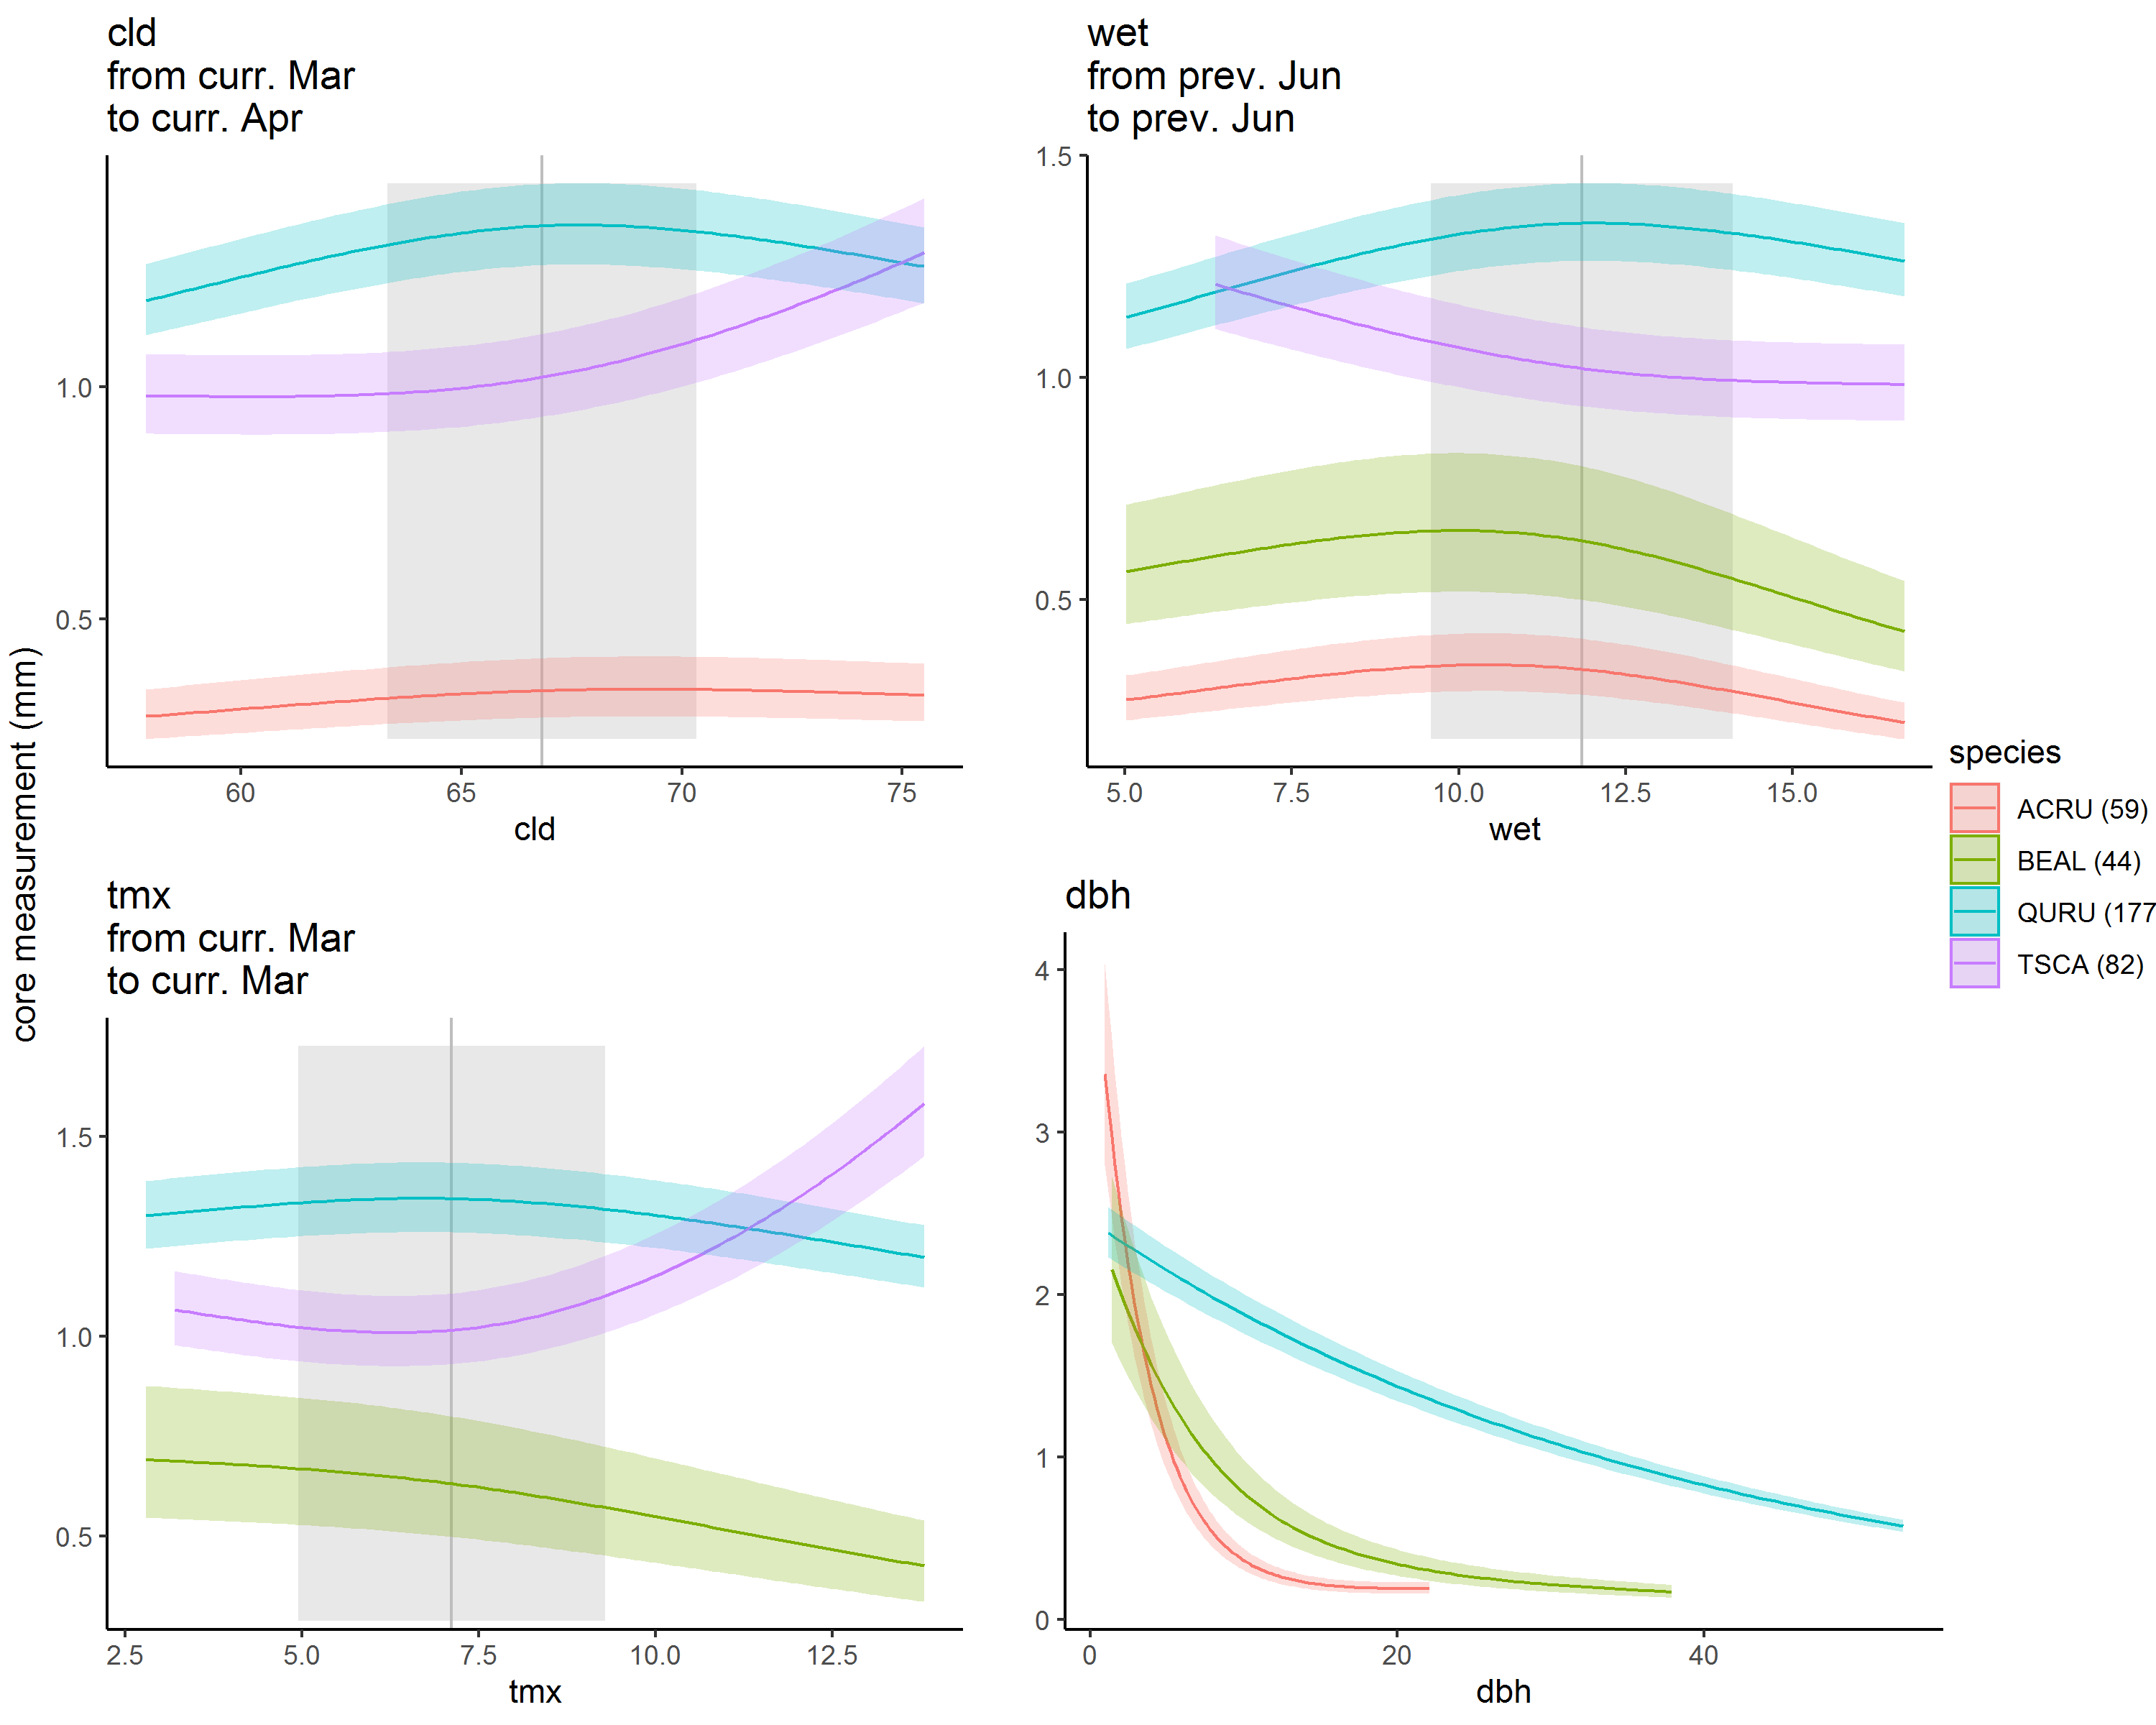 cld
from curr. Mar
to curr. Apr
1.0
0.5
60 65 70 75
cld
wet
from prev. Jun
to prev. Jun
1.5
1.0
0.5
5.0 7.5 10.0 12.5 15.0
wet
core measurement (mm)
tmx
from curr. Mar
to curr. Mar
1.5
1.0
0.5
2.5 5.0 7.5 10.0 12.5
tmx
dbh
4
3
2
1
0
0 20 40
dbh
species
ACRU (59)
BEAL (44)
QURU (177
TSCA (82)